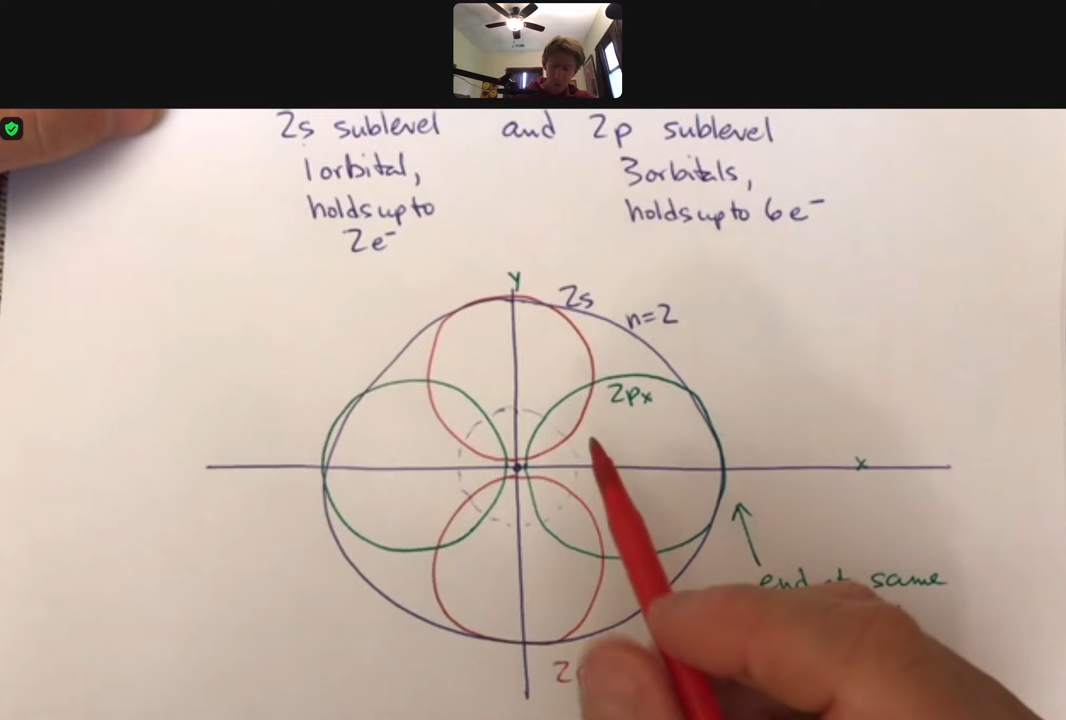 2s sublevel and 2p sublevel
1 orbital, 3 orbitals,
holds up to holds up to 6e⁻
2e⁻
y
2s
n=2
2px
x
same